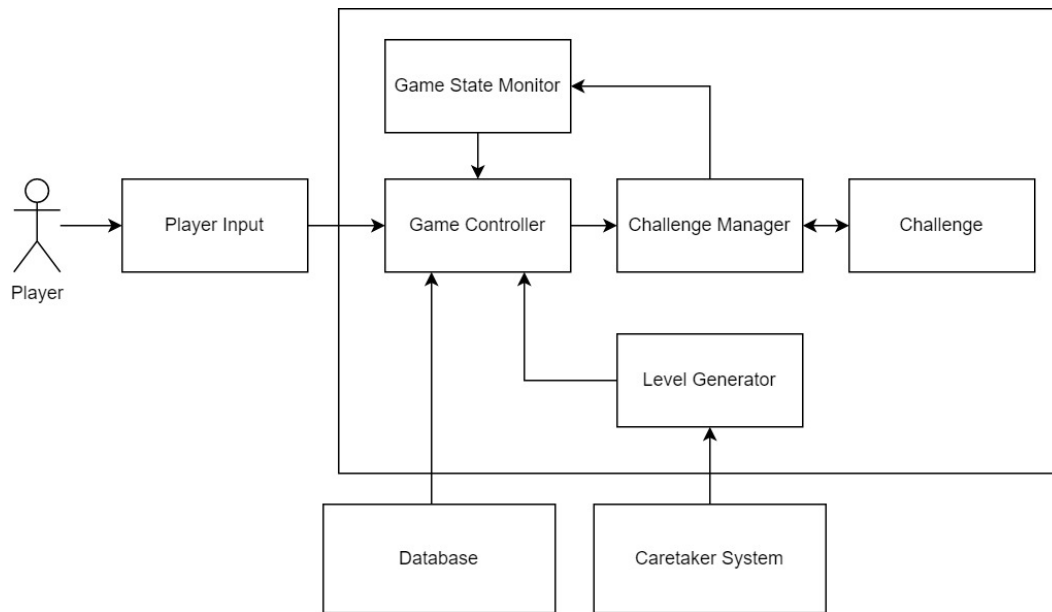 Game State Monitor
Player Input
Game Controller
Challenge Manager
Challenge
Player
Level Generator
Database
Caretaker System